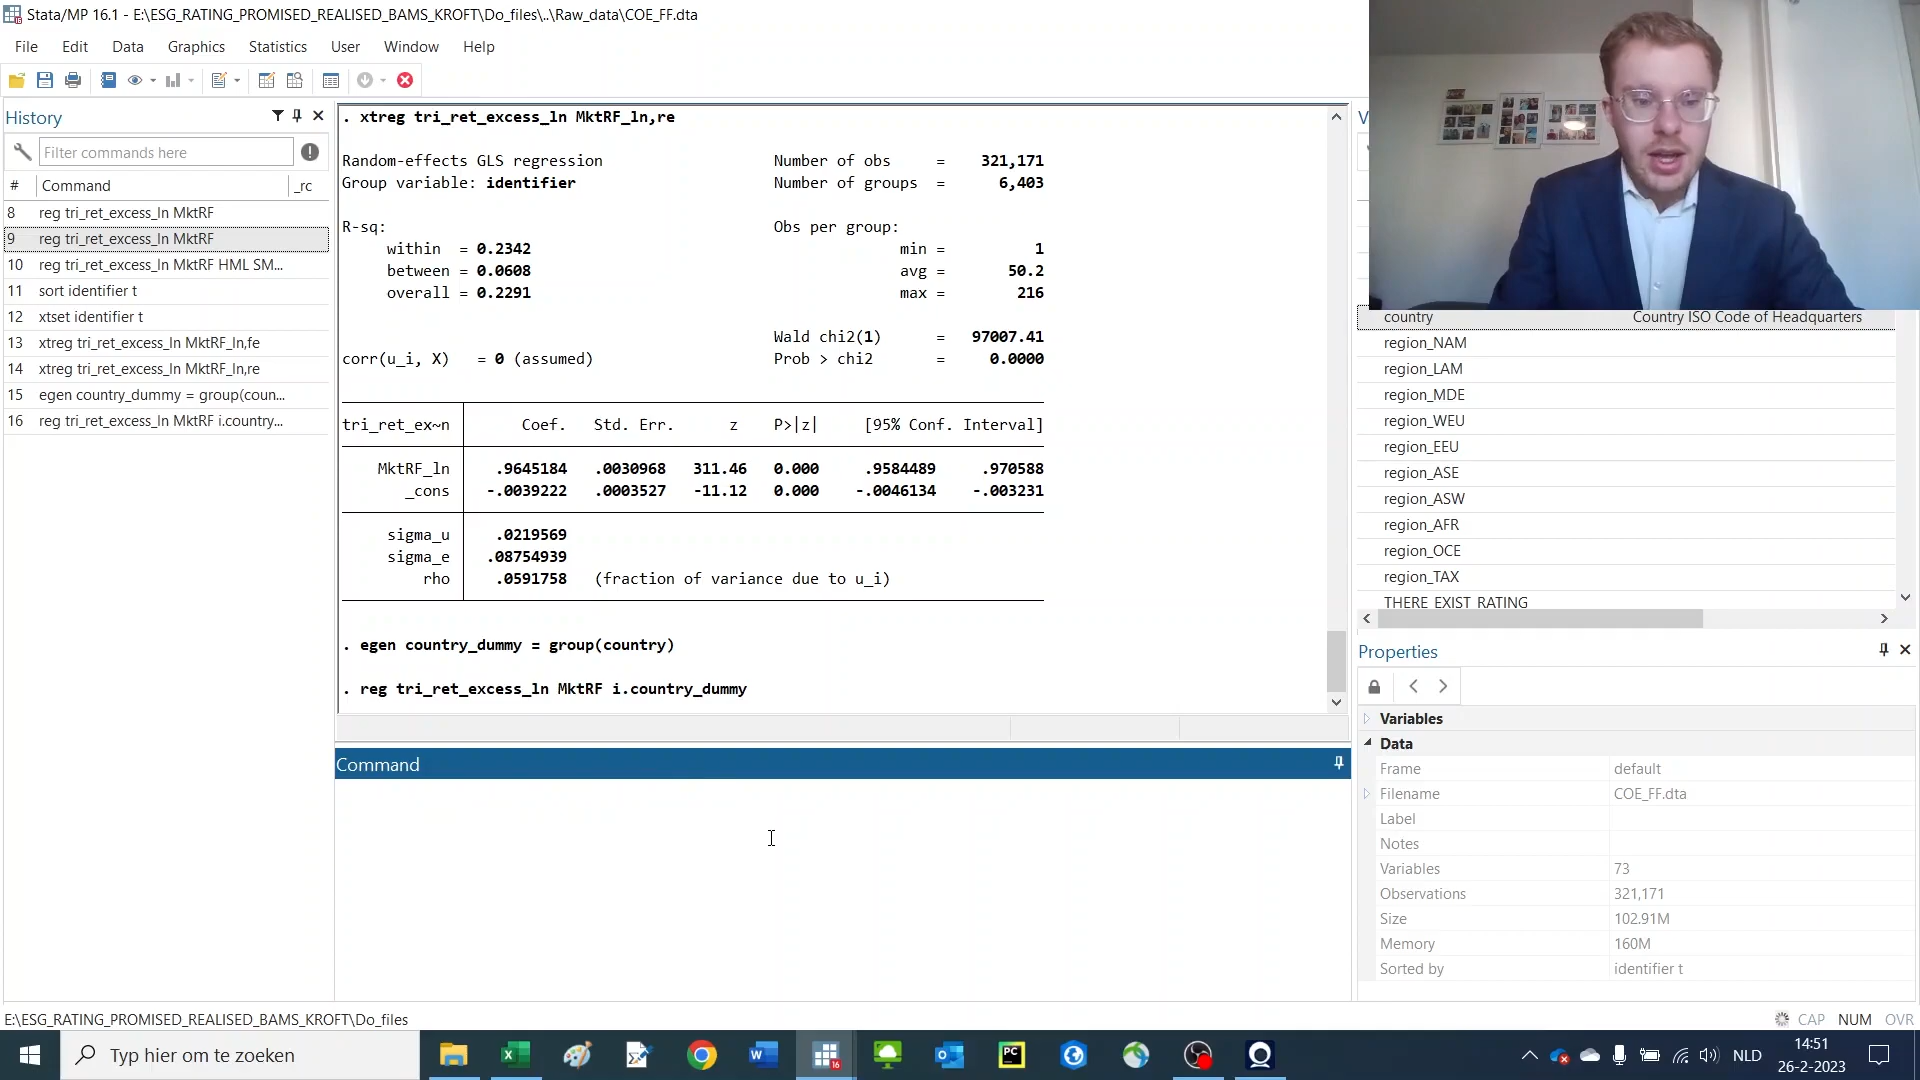 Stata/MP 16.1 - E:\ESG_RATING_PROMISED_REALISED_BAMS_KROFT\Do_files\..\Raw_data\COE_FF.dta
File Edit Data Graphics Statistics User Window Help
History
Filter commands here
# Command _rc
8 reg tri_ret_excess_ln MktRF
9 reg tri_ret_excess_ln MktRF
10 reg tri_ret_excess_ln MktRF HML SM...
11 sort identifier t
12 xtset identifier t
13 xtreg tri_ret_excess_ln MktRF_ln,fe
14 xtreg tri_ret_excess_ln MktRF_ln,re
15 egen country_dummy = group(coun...
16 reg tri_ret_excess_ln MktRF i.country...
. xtreg tri_ret_excess_ln MktRF_ln,re
Random-effects GLS regression Number of obs = 321,171
Group variable: identifier Number of groups = 6,403
R-sq: Obs per group:
within = 0.2342 min = 1
between = 0.0608 avg = 50.2
overall = 0.2291 max = 216
Wald chi2(1) = 97007.41
corr(u_i, X) = 0 (assumed) Prob > chi2 = 0.0000
tri_ret_ex~n Coef. Std. Err. z P>|z| [95% Conf. Interval]
MktRF_ln .9645184 .0030968 311.46 0.000 .9584489 .970588
_cons -.0039222 .0003527 -11.12 0.000 -.0046134 -.003231
sigma_u .0219569
sigma_e .08754939
rho .0591758 (fraction of variance due to u_i)
. egen country_dummy = group(country)
. reg tri_ret_excess_ln MktRF i.country_dummy
Command
V
country Country ISO Code of Headquarters
region_NAM
region_LAM
region_MDE
region_WEU
region_EEU
region_ASE
region_ASW
region_AFR
region_OCE
region_TAX
THERE_EXIST_RATING
Properties
Variables
Data
Frame default
Filename COE_FF.dta
Label
Notes
Variables 73
Observations 321,171
Size 102.91M
Memory 160M
Sorted by identifier t
E:\ESG_RATING_PROMISED_REALISED_BAMS_KROFT\Do_files
CAP NUM OVR
Typ hier om te zoeken
16
PC
NLD
14:51
26-2-2023